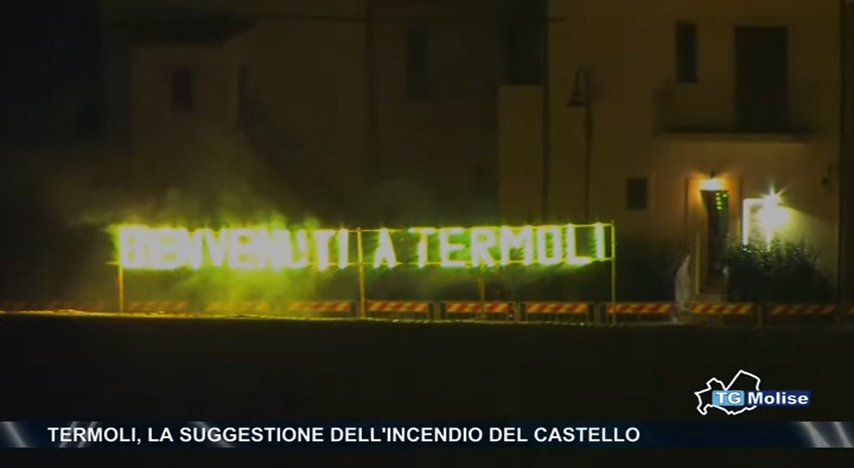 BENVENUTI A TERMOLI
TG Molise
TERMOLI, LA SUGGESTIONE DELL'INCENDIO DEL CASTELLO